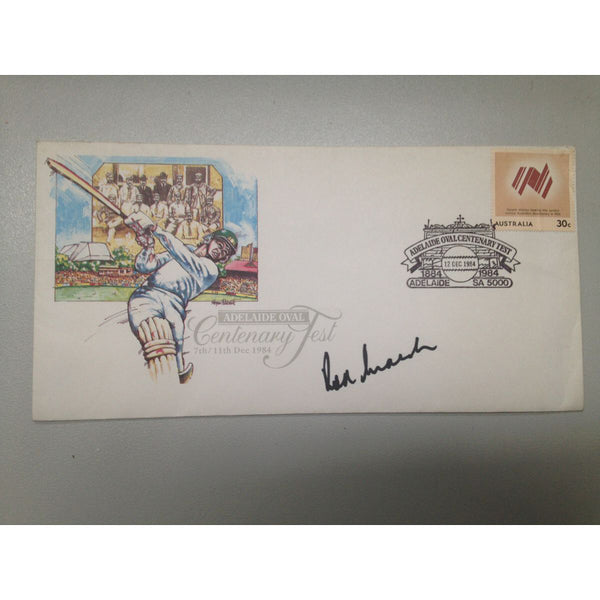 AUSTRALIA 30c
ADELAIDE OVAL CENTENARY TEST
12 DEC 1984
1884 1984
ADELAIDE SA 5000
ADELAIDE OVAL
Centenary Test
7th/11th Dec 1984